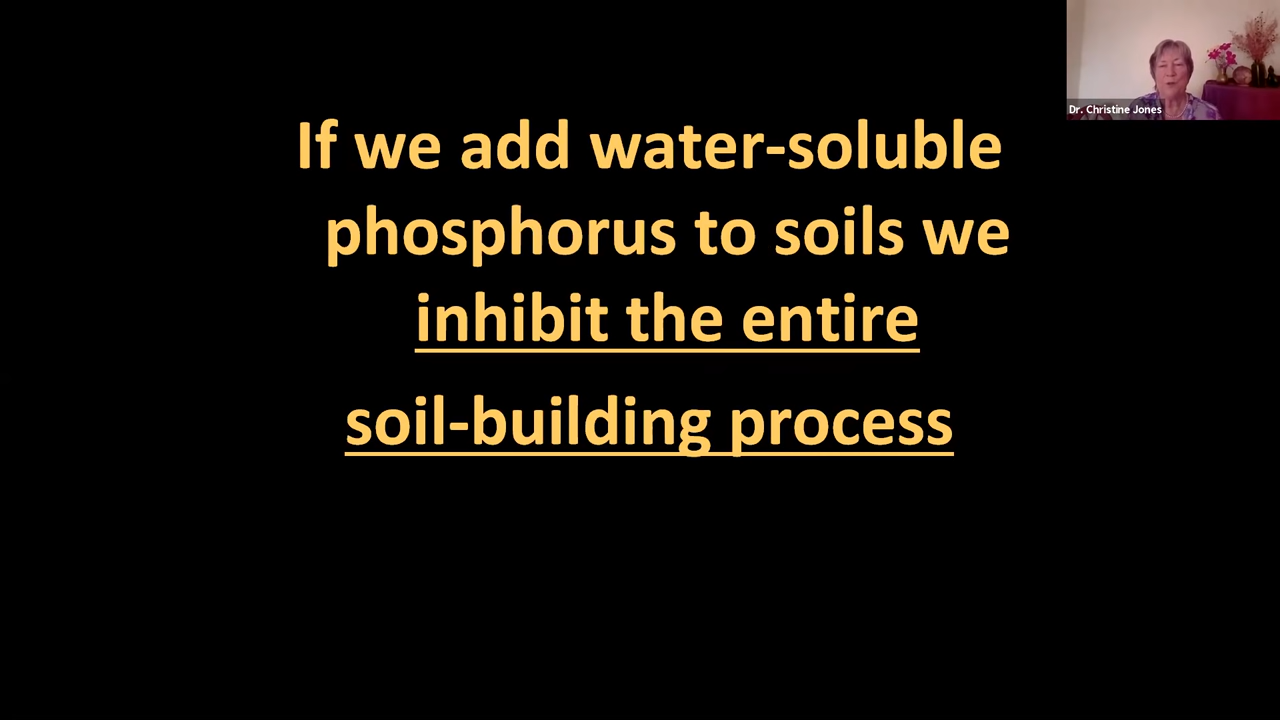 Dr. Christine Jones
If we add water-soluble
phosphorus to soils we
inhibit the entire
soil-building process